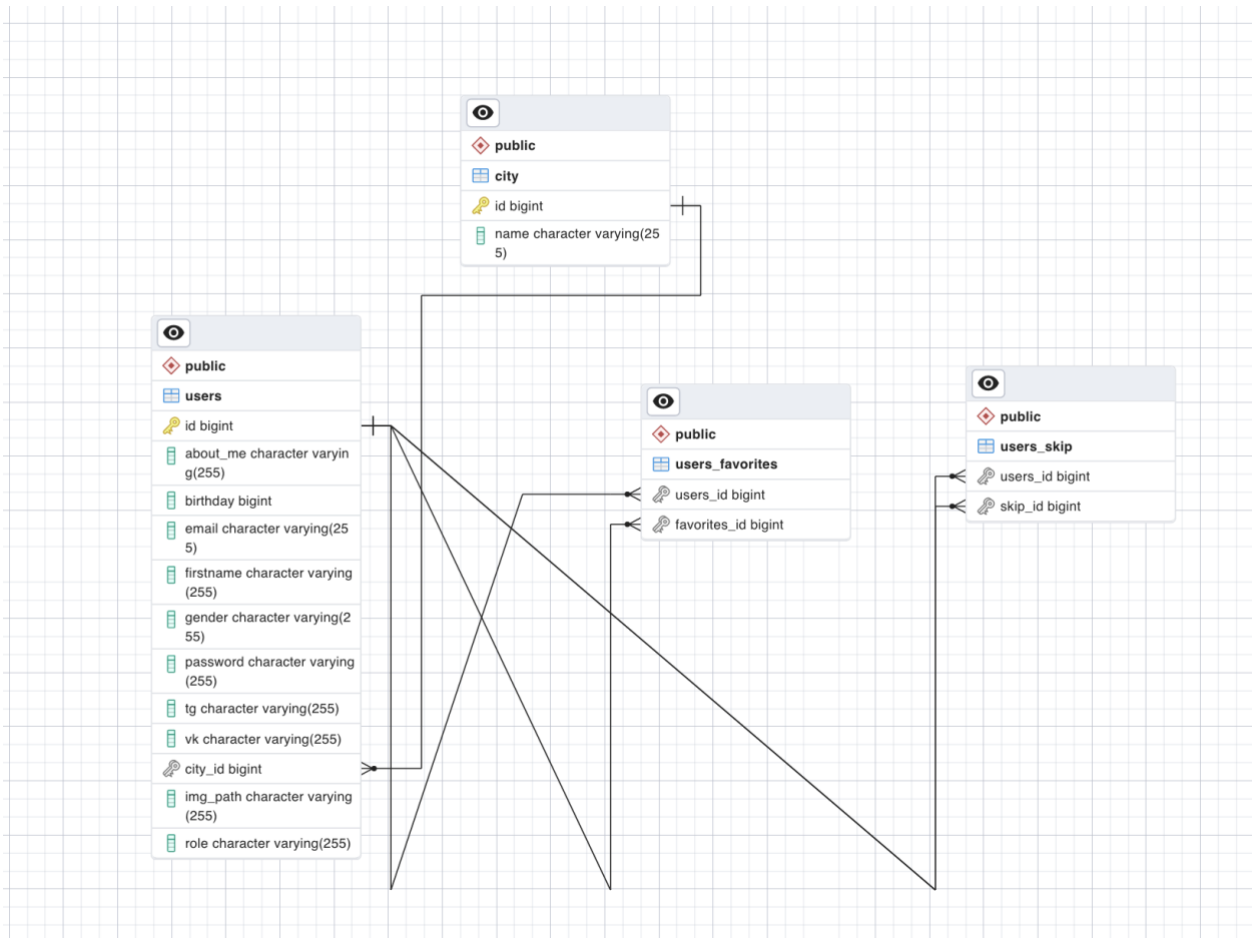 public
city
id bigint
name character varying(25
5)
public
users
id bigint
about_me character varyin
g(255)
birthday bigint
email character varying(25
5)
firstname character varying
(255)
gender character varying(2
55)
password character varying
(255)
tg character varying(255)
vk character varying(255)
city_id bigint
img_path character varying
(255)
role character varying(255)
public
users_favorites
users_id bigint
favorites_id bigint
public
users_skip
users_id bigint
skip_id bigint